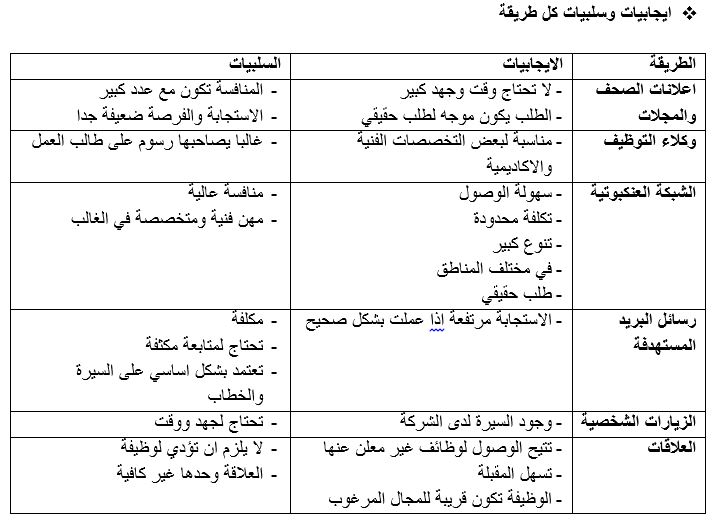 ❖ ايجابيات وسلبيات كل طريقة
الطريقة الايجابيات السلبيات
اعلانات الصحف والمجلات
- لا تحتاج وقت وجهد كبير
- الطلب يكون موجه لطلب حقيقي
- المنافسة تكون مع عدد كبير
- الاستجابة والفرصة ضعيفة جدا
وكلاء التوظيف
- مناسبة لبعض التخصصات الفنية
والاكاديمية
- غالبا يصاحبها رسوم على طالب العمل
الشبكة العنكبوتية
- سهولة الوصول
- تكلفة محدودة
- تنوع كبير
- في مختلف المناطق
- طلب حقيقي
- منافسة عالية
- مهن فنية ومتخصصة في الغالب
رسائل البريد
المستهدفة
- الاستجابة مرتفعة إذا عملت بشكل صحيح
- مكلفة
- تحتاج لمتابعة مكثفة
- تعتمد بشكل اساسي على السيرة
والخطاب
الزيارات الشخصية
- وجود السيرة لدى الشركة
- تحتاج لجهد ووقت
العلاقات
- تتيح الوصول لوظائف غير معلن عنها
- تسهل المقبلة
- الوظيفة تكون قريبة للمجال المرغوب
- لا يلزم ان تؤدي لوظيفة
- العلاقة وحدها غير كافية